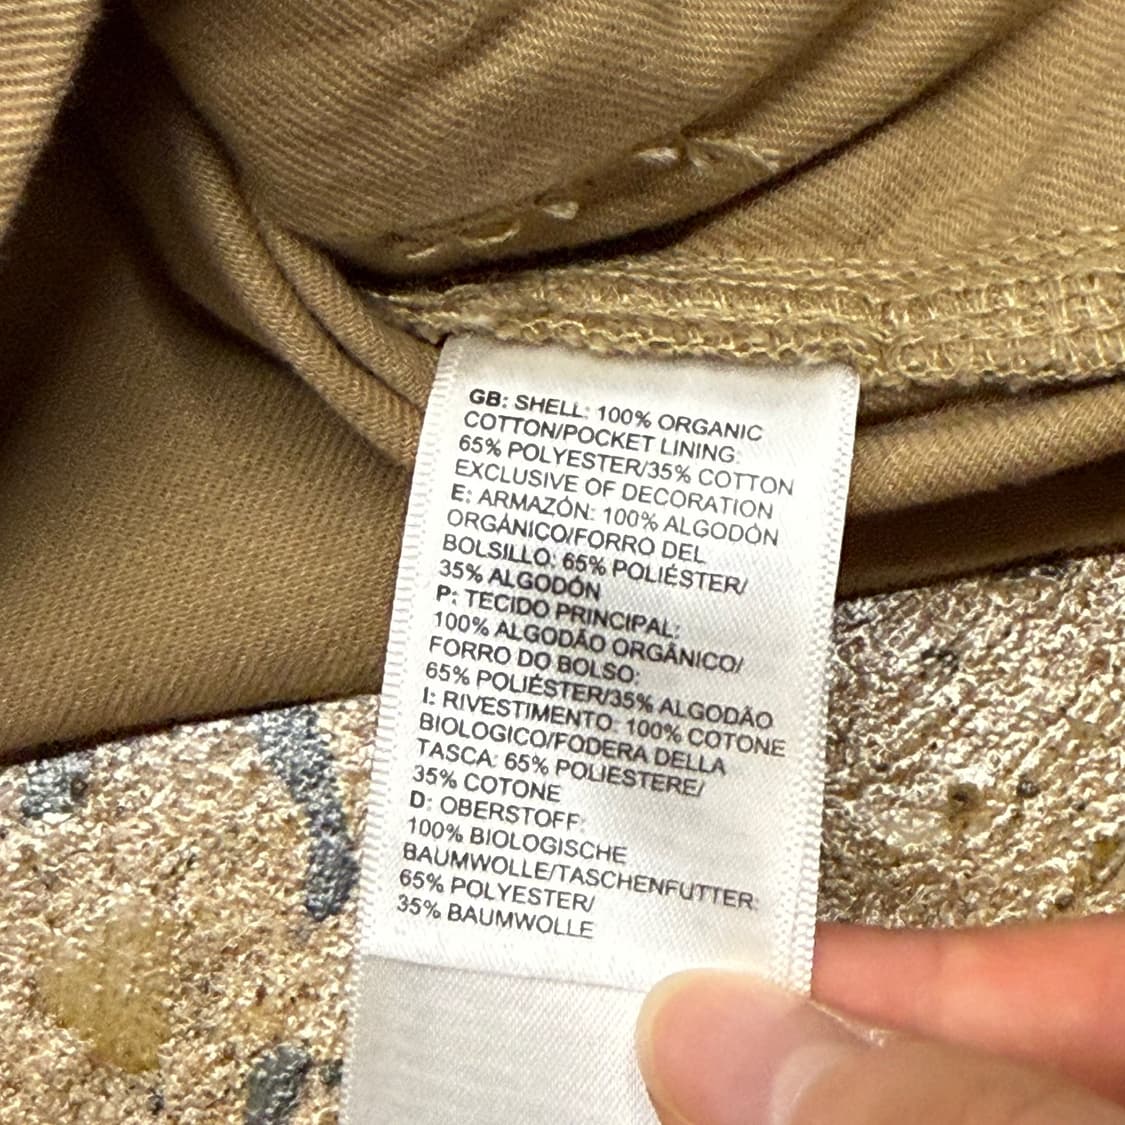 GB: SHELL: 100% ORGANIC
COTTON/POCKET LINING:
65% POLYESTER/35% COTTON
EXCLUSIVE OF DECORATION
E: ARMAZÓN: 100% ALGODÓN
ORGÁNICO/FORRO DEL
BOLSILLO: 65% POLIÉSTER/
35% ALGODÓN
P: TECIDO PRINCIPAL:
100% ALGODÃO ORGÂNICO/
FORRO DO BOLSO:
65% POLIÉSTER/35% ALGODÃO
I: RIVESTIMENTO: 100% COTONE
BIOLOGICO/FODERA DELLA
TASCA: 65% POLIESTERE/
35% COTONE
D: OBERSTOFF:
100% BIOLOGISCHE
BAUMWOLLE/TASCHENFUTTER:
65% POLYESTER/
35% BAUMWOLLE